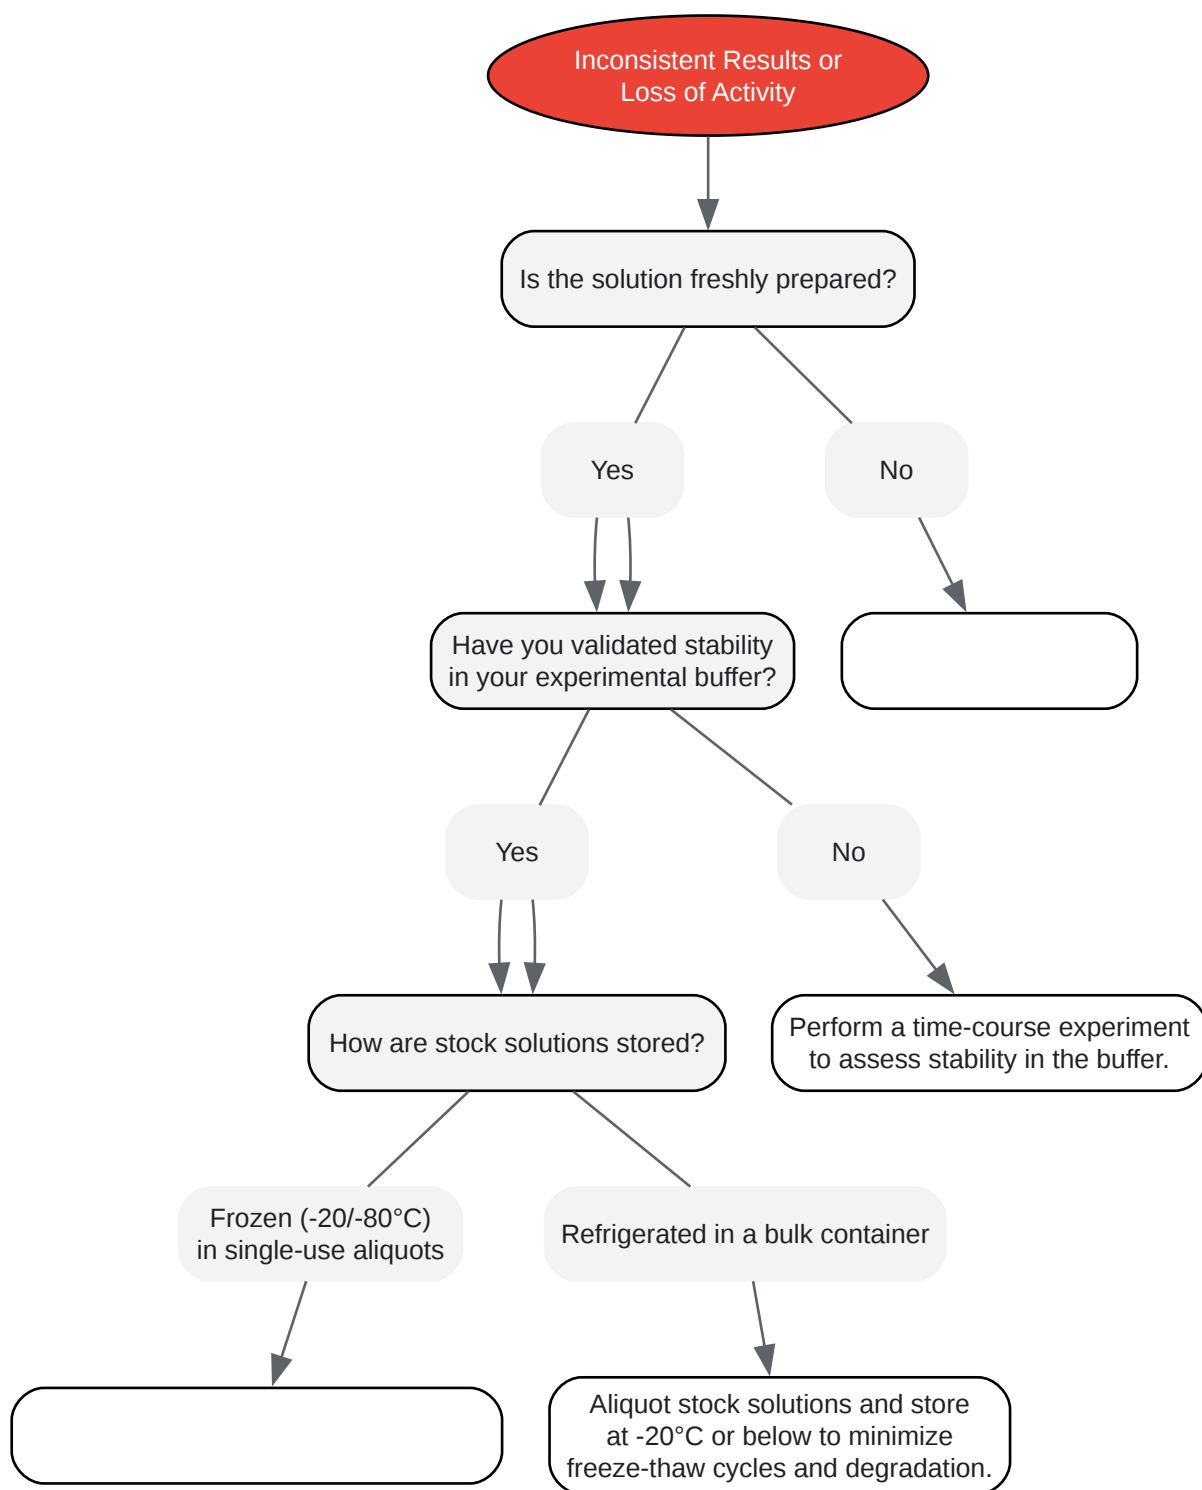 Inconsistent Results or
Loss of Activity
Is the solution freshly prepared?
Yes
No
Have you validated stability
in your experimental buffer?
Yes
No
How are stock solutions stored?
Perform a time-course experiment
to assess stability in the buffer.
Frozen (-20/-80°C)
in single-use aliquots
Refrigerated in a bulk container
Aliquot stock solutions and store
at -20°C or below to minimize
freeze-thaw cycles and degradation.